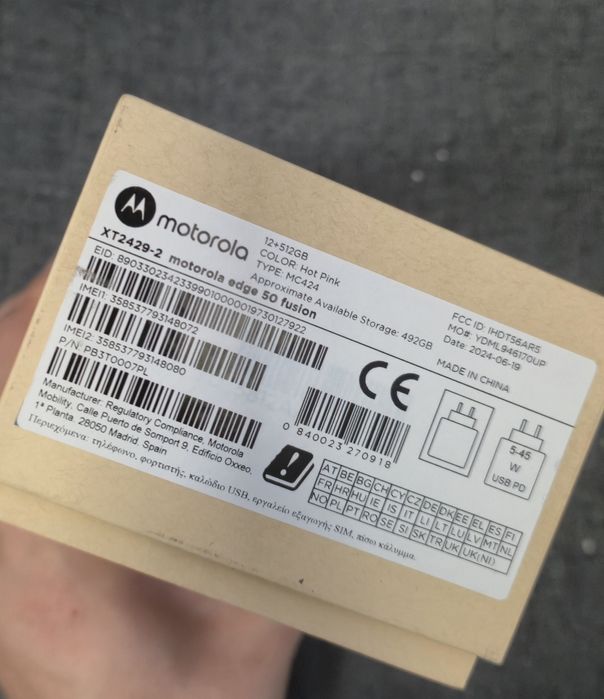 motorola
12+512GB
COLOR: Hot Pink
TYPE: MC424
Approximate Available Storage: 492GB
XT2429-2 motorola edge 50 fusion
EID: 89033023423399010000019730127922
IMEI1: 358537793148072
IMEI2: 358537793148080
P/N: PB3T0007PL
FCC ID: IHDT56AR5
MO#: YDML946170UP
Date: 2024-06-19
MADE IN CHINA
CE
0 840023 270918
5-45
W
USB PD
Manufacturer: Regulatory Compliance, Motorola
Mobility, Calle Puerto de Somport 9, Edificio Oxxeo,
1ª Planta, 28050 Madrid, Spain
AT BE BG CH CY CZ DE DK EE EL ES FI
FR HR HU IE IS IT LI LT LU LV MT NL
NO PL PT RO SE SI SK TR UK UK(NI)
Περιεχόμενα: τηλέφωνο, φορτιστής, καλώδιο USB, εργαλείο εξαγωγής SIM, πίσω κάλυμμα.